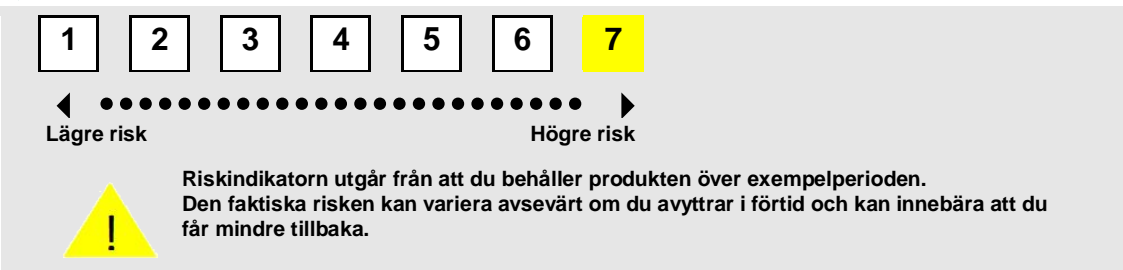 1 2 3 4 5 6 7
Lägre risk Högre risk
Riskindikatorn utgår från att du behåller produkten över exempelperioden.
Den faktiska risken kan variera avsevärt om du avyttrar i förtid och kan innebära att du
får mindre tillbaka.
!